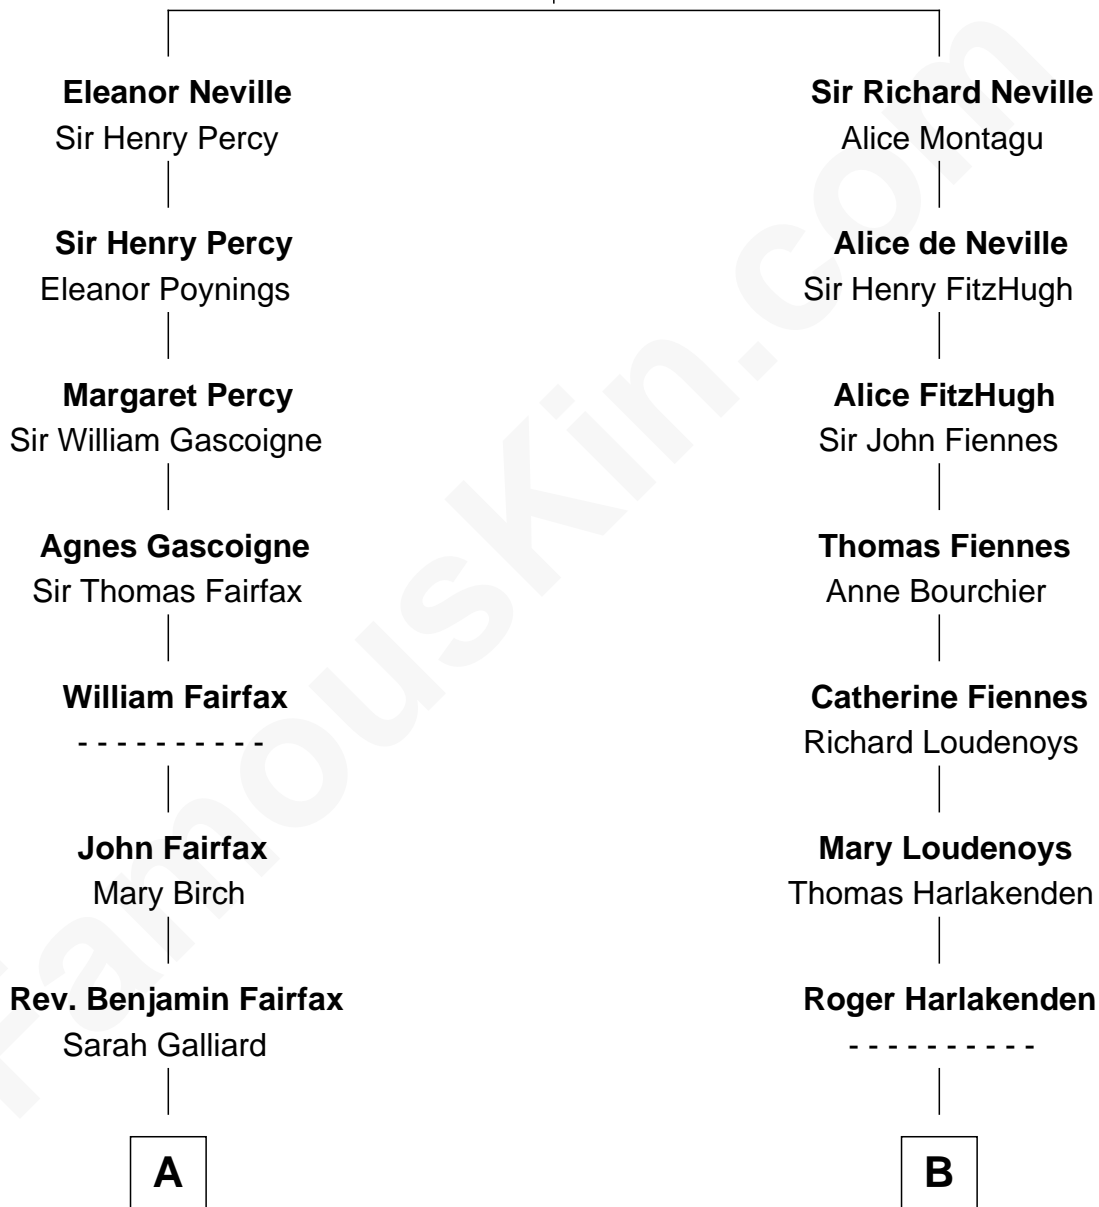 Eleanor Neville
Sir Henry Percy
Sir Richard Neville
Alice Montagu
Sir Henry Percy
Eleanor Poynings
Alice de Neville
Sir Henry FitzHugh
Margaret Percy
Sir William Gascoigne
Alice FitzHugh
Sir John Fiennes
Agnes Gascoigne
Sir Thomas Fairfax
Thomas Fiennes
Anne Bourchier
William Fairfax
- - - - - - - - - -
Catherine Fiennes
Richard Loudenoys
John Fairfax
Mary Birch
Mary Loudenoys
Thomas Harlakenden
Rev. Benjamin Fairfax
Sarah Galliard
Roger Harlakenden
- - - - - - - - - -
A
B
FamousKin.com